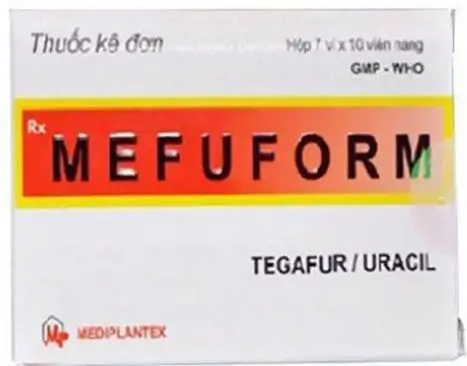 Thuốc kê đơn
Hộp 7 vỉ x 10 viên nang
GMP - WHO
Rx
MEFUFORM
TEGAFUR / URACIL
MEDIPLANTEX